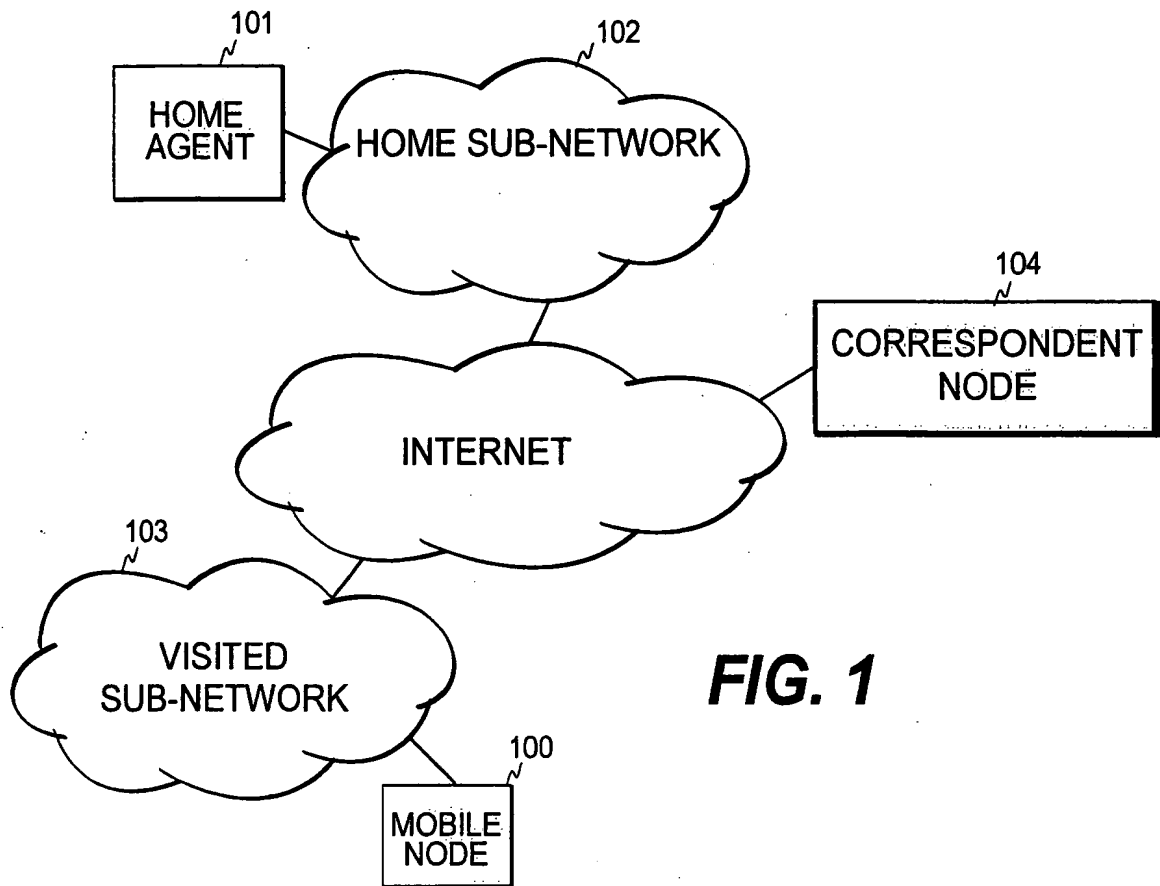 101
102
HOME
AGENT
HOME SUB-NETWORK
104
CORRESPONDENT
NODE
INTERNET
103
VISITED
SUB-NETWORK
FIG. 1
100
MOBILE
NODE